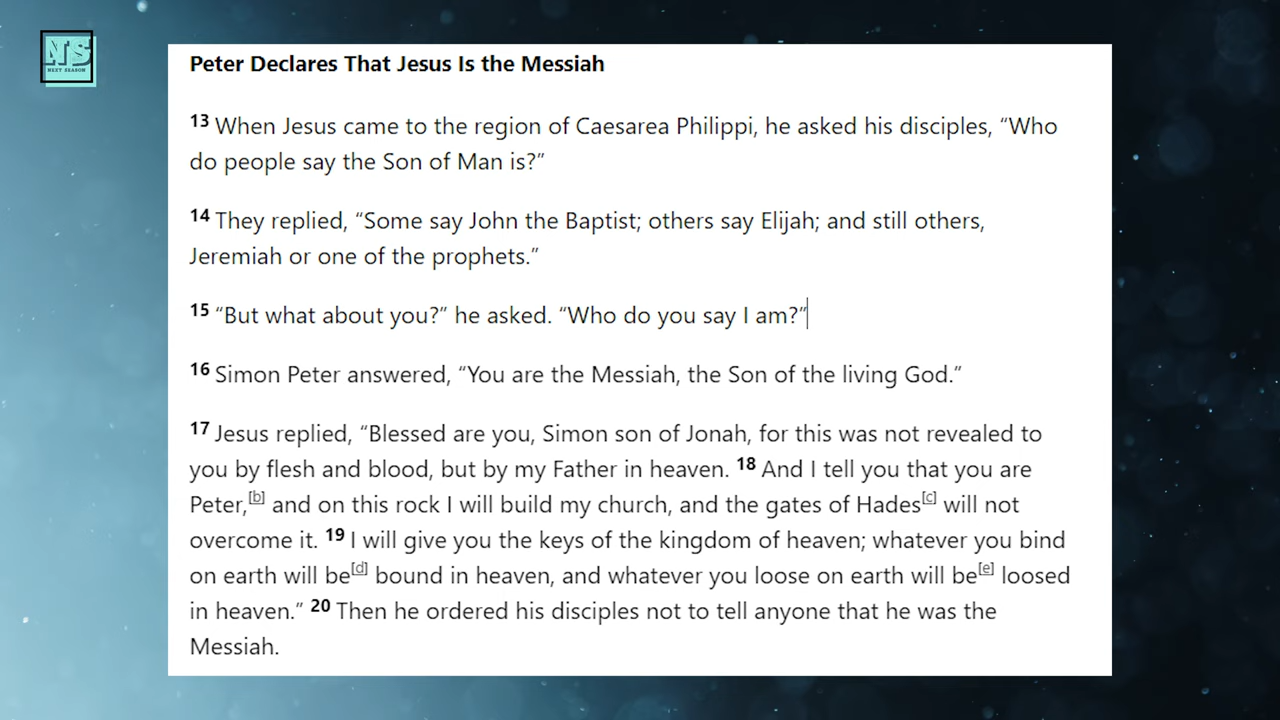 NS
NEXT SEASON
Peter Declares That Jesus Is the Messiah
13 When Jesus came to the region of Caesarea Philippi, he asked his disciples, “Who
do people say the Son of Man is?”
14 They replied, “Some say John the Baptist; others say Elijah; and still others,
Jeremiah or one of the prophets.”
15 “But what about you?” he asked. “Who do you say I am?”
16 Simon Peter answered, “You are the Messiah, the Son of the living God.”
17 Jesus replied, “Blessed are you, Simon son of Jonah, for this was not revealed to
you by flesh and blood, but by my Father in heaven. 18 And I tell you that you are
Peter,[b] and on this rock I will build my church, and the gates of Hades[c] will not
overcome it. 19 I will give you the keys of the kingdom of heaven; whatever you bind
on earth will be[d] bound in heaven, and whatever you loose on earth will be[e] loosed
in heaven.” 20 Then he ordered his disciples not to tell anyone that he was the
Messiah.